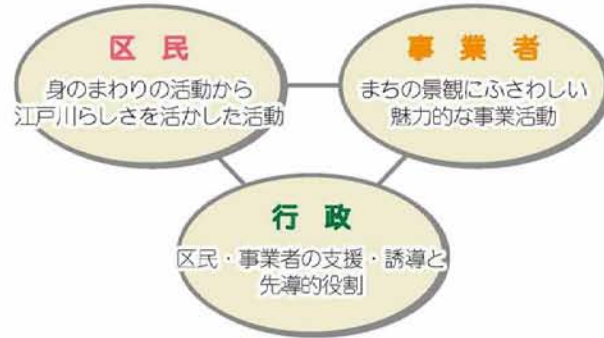 区民
身のまわりの活動から
江戸川らしさを活かした活動
事業者
まちの景観にふさわしい
魅力的な事業活動
行政
区民・事業者の支援・誘導と
先導的役割